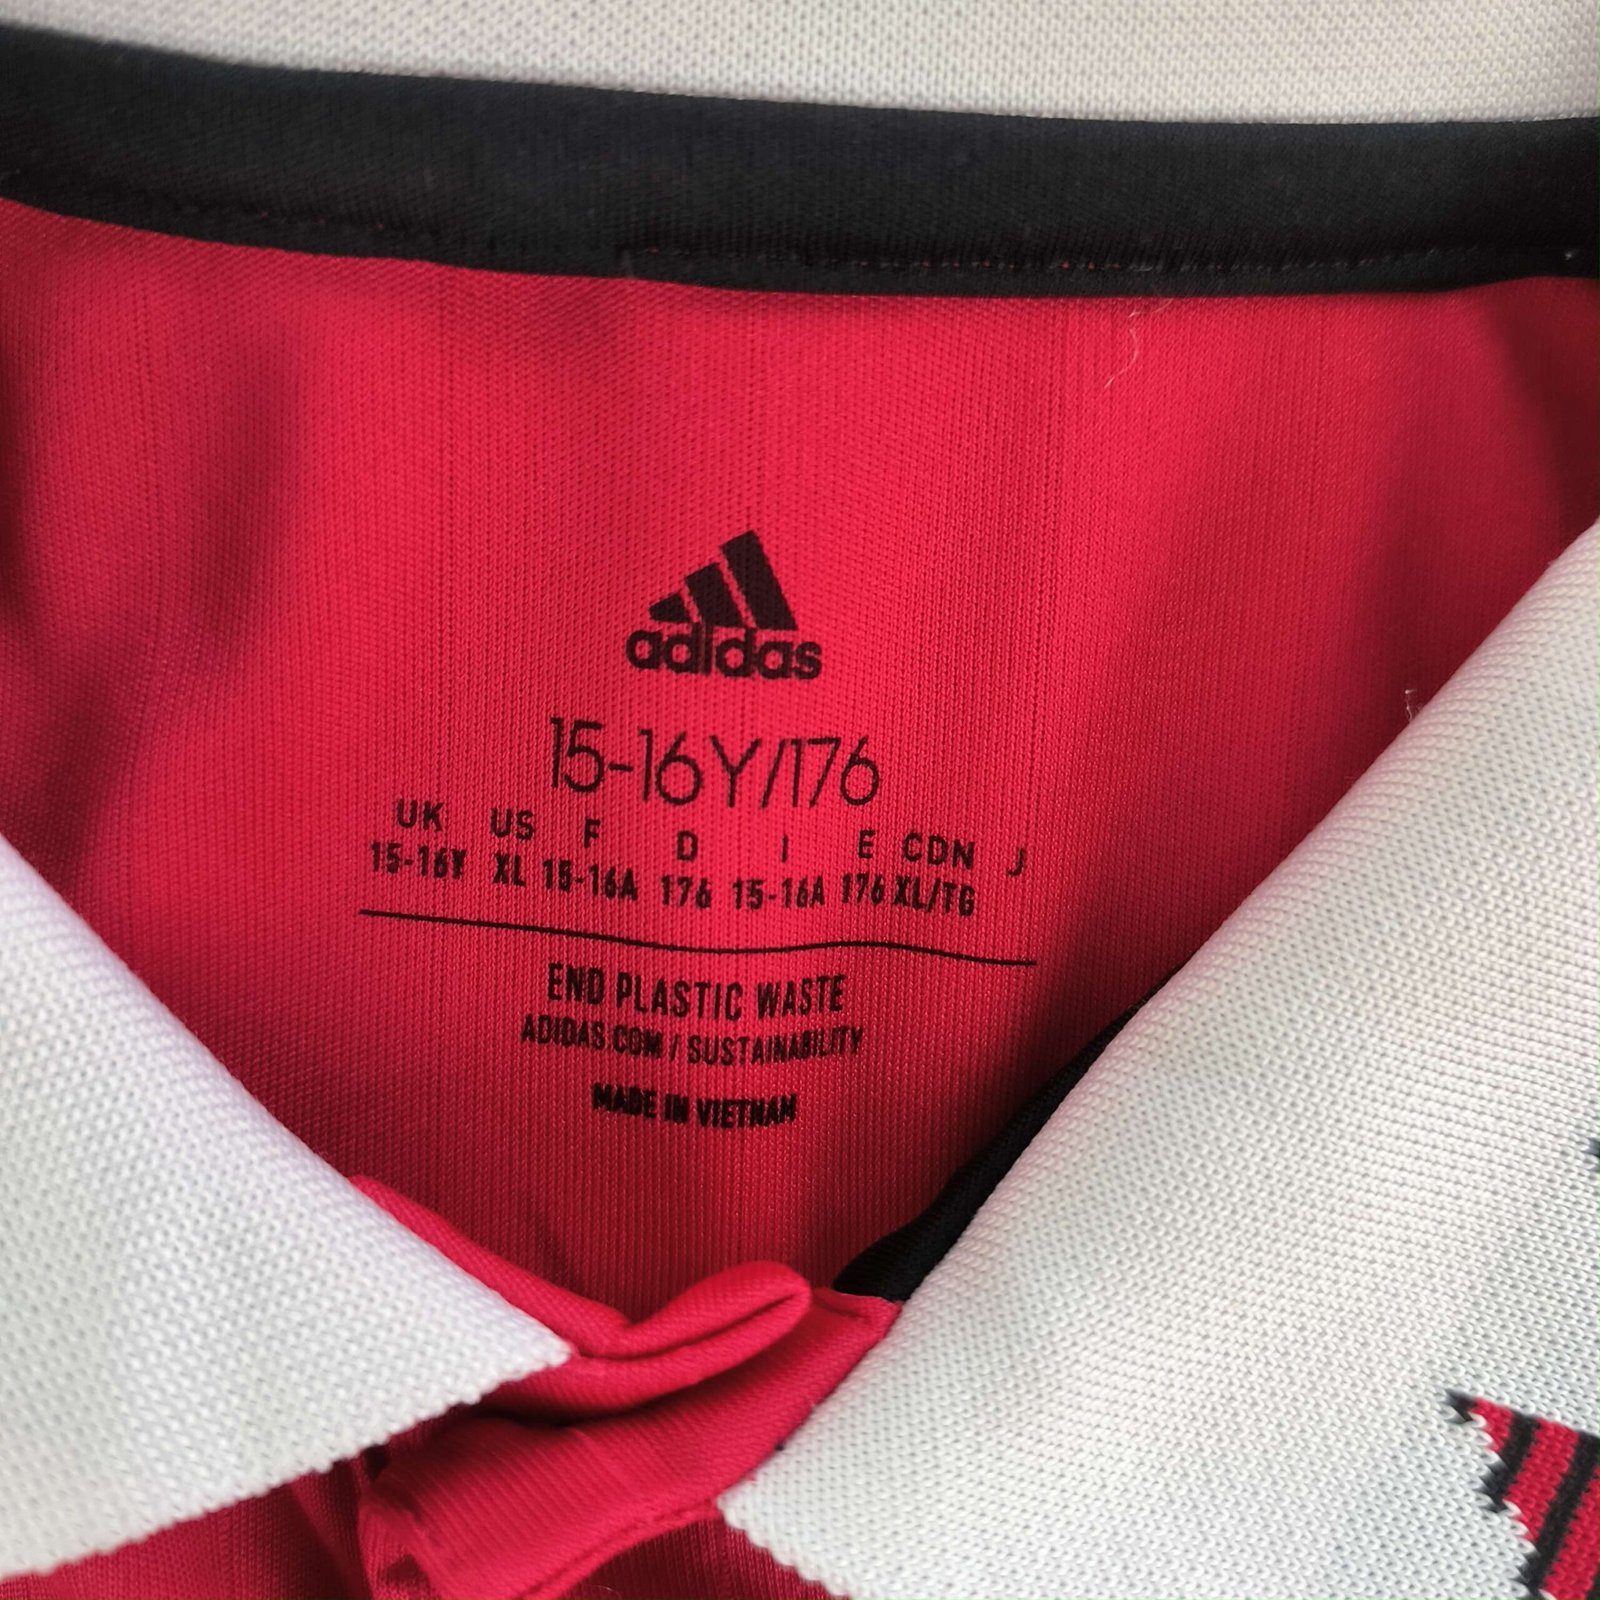 adidas
15-16Y/176
UK US F D I E CDN J
15-16Y XL 15-16A 176 15-16A 176 XL/TG
END PLASTIC WASTE
ADIDAS.COM / SUSTAINABILITY
MADE IN VIETNAM